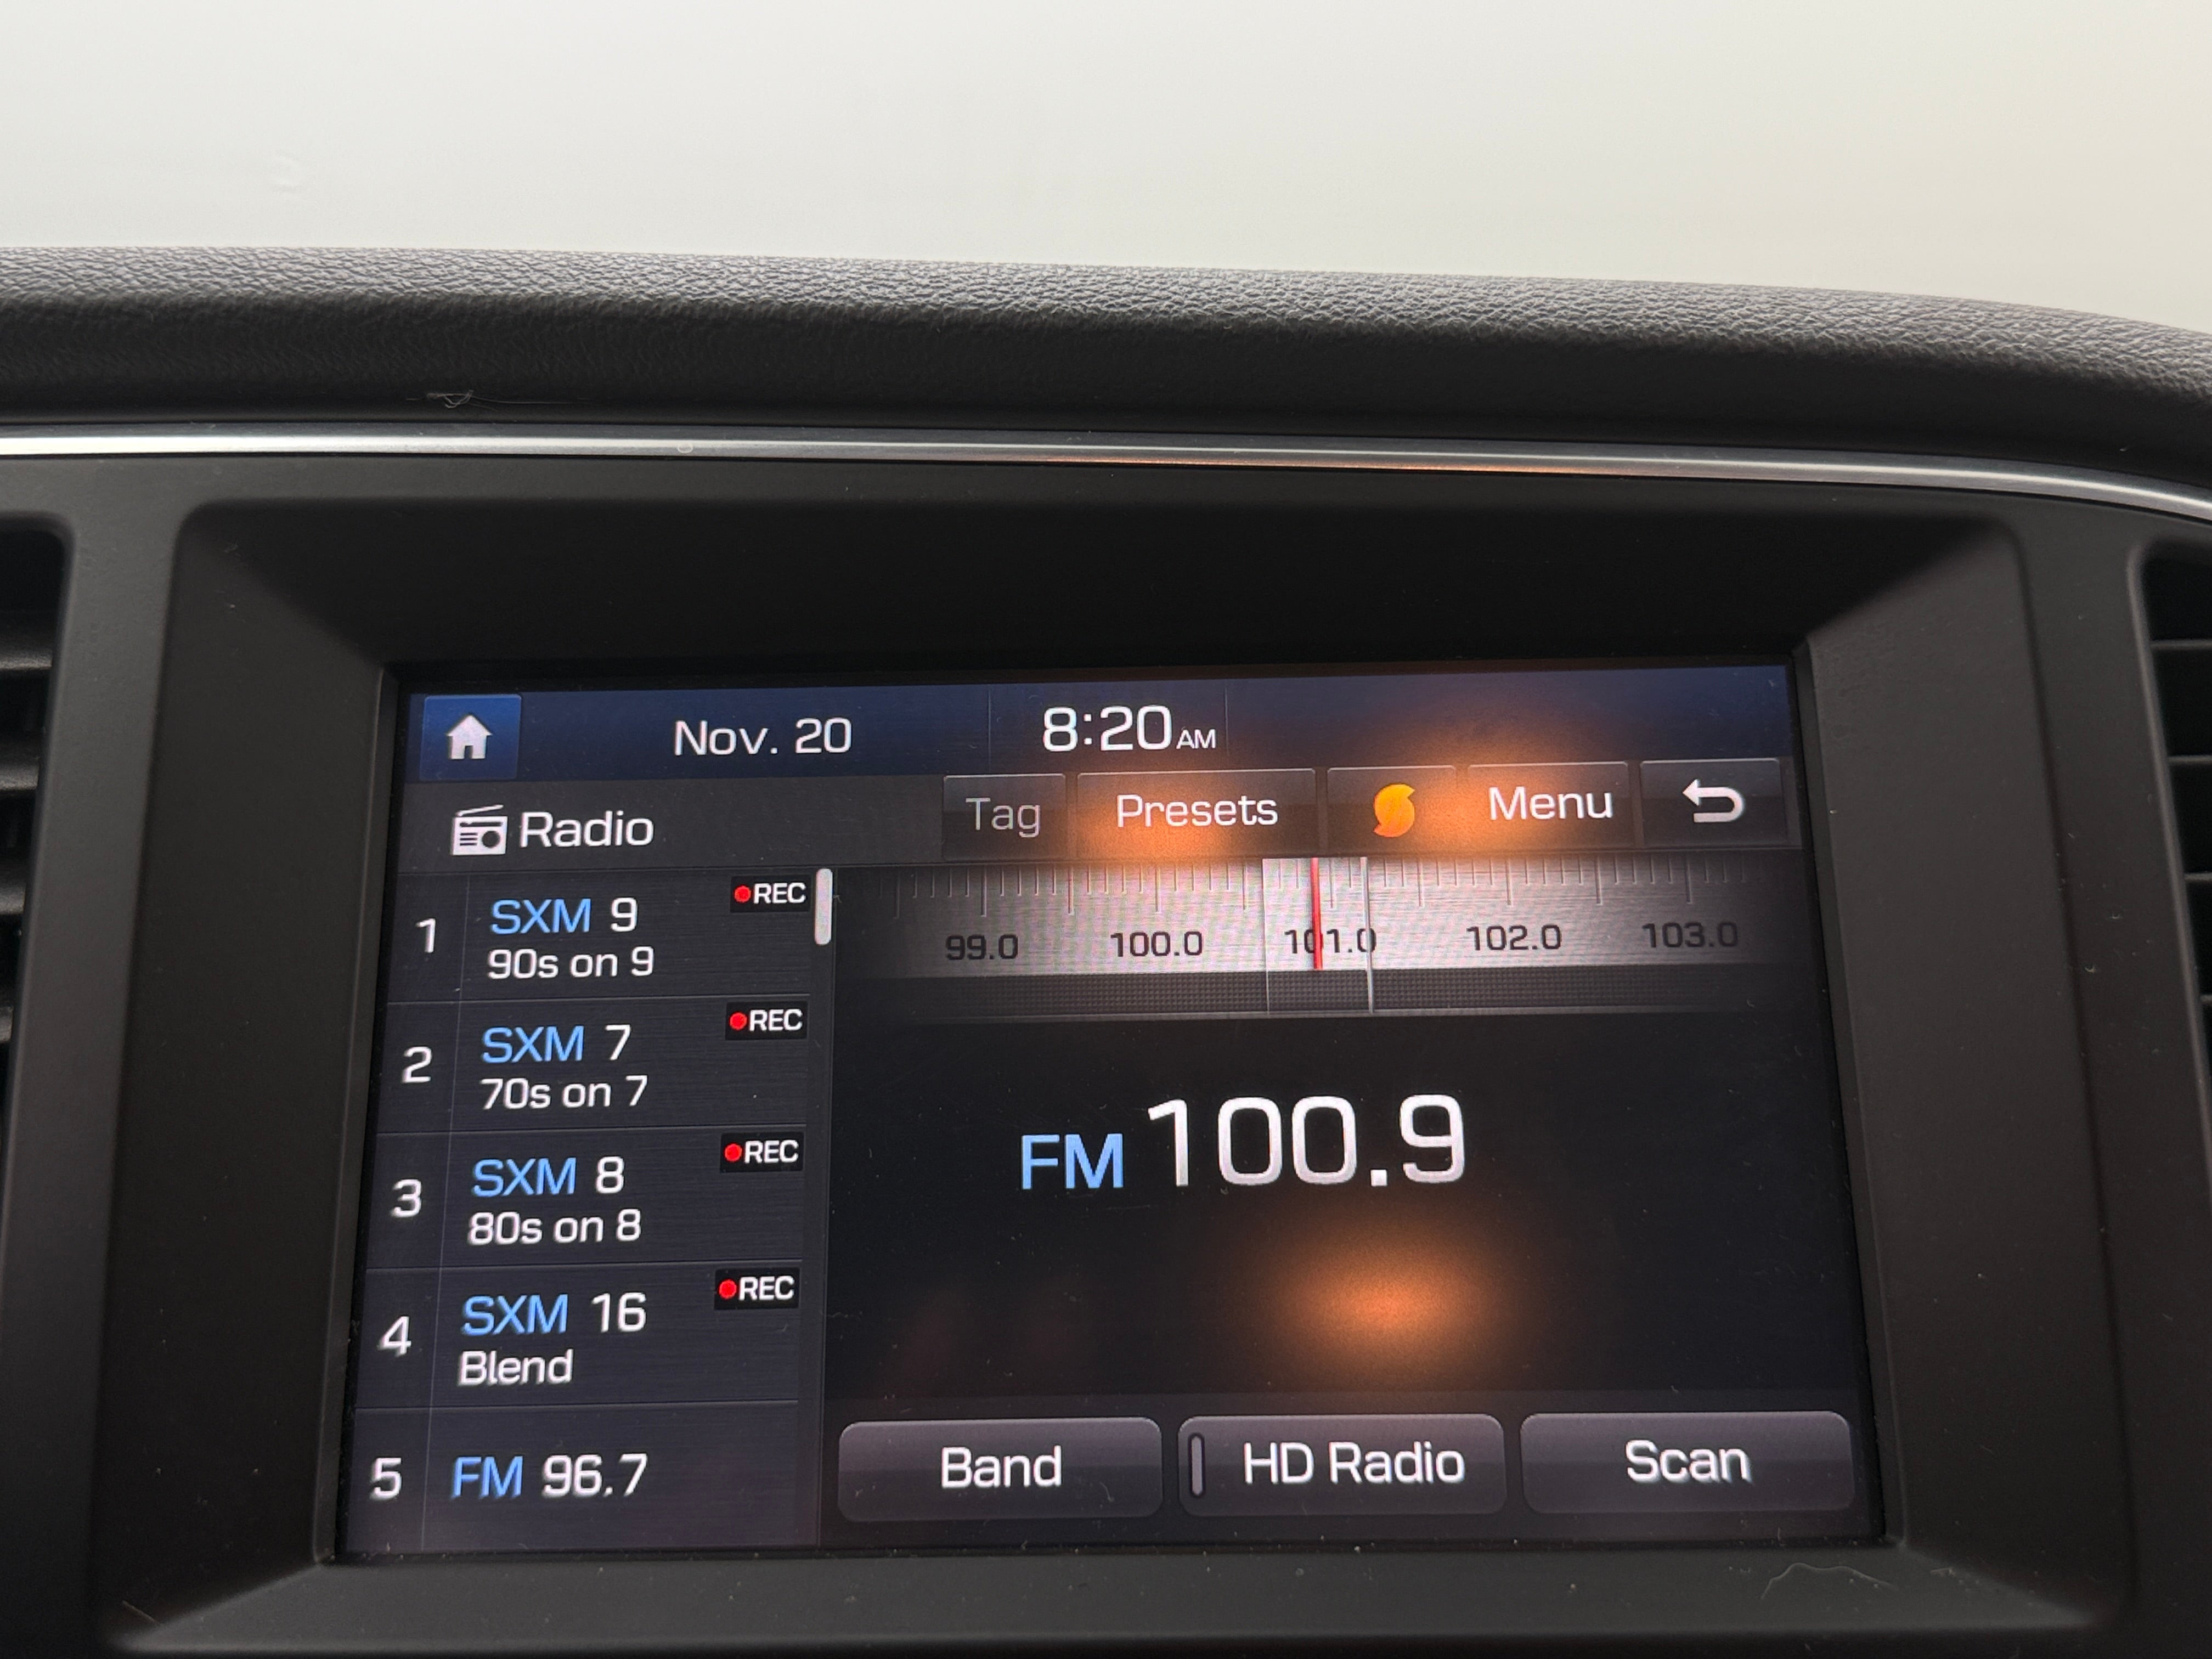 Nov. 20 8:20 AM
Radio Tag Presets Menu
1 SXM 9 REC
90s on 9
2 SXM 7 REC
70s on 7
3 SXM 8 REC
80s on 8
4 SXM 16 REC
Blend
5 FM 96.7
99.0 100.0 101.0 102.0 103.0
FM 100.9
Band HD Radio Scan